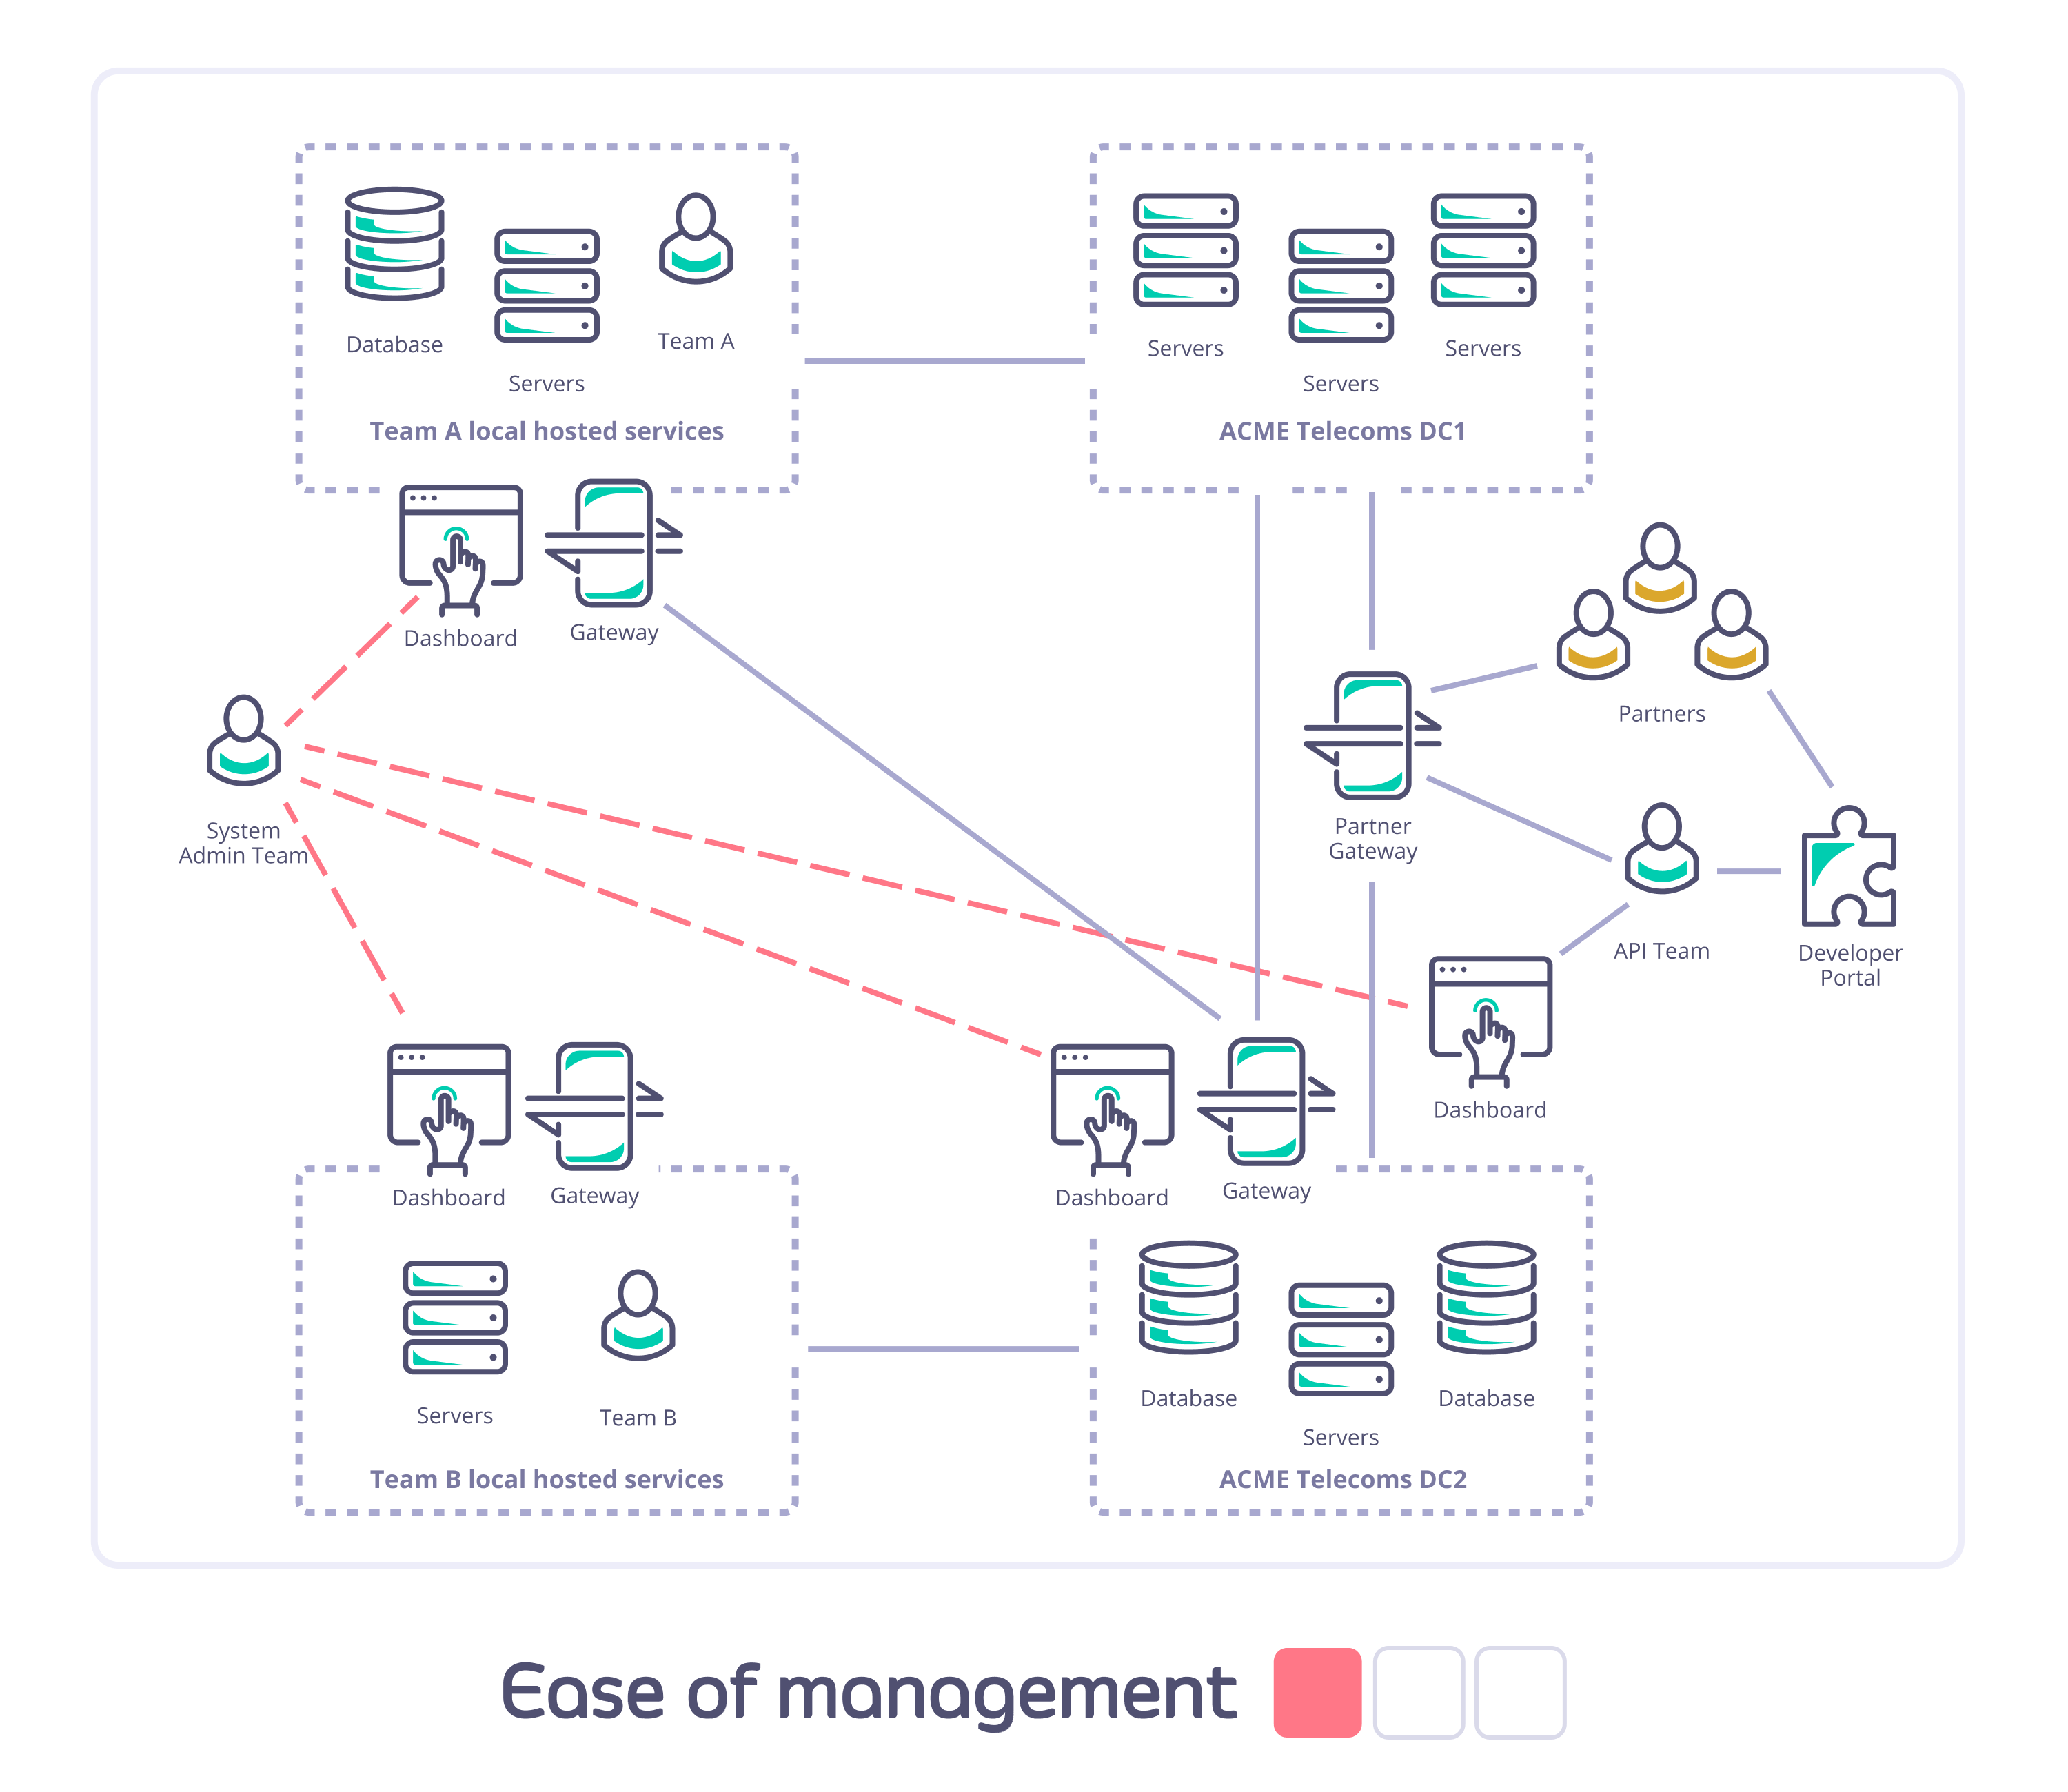 Database
Servers
Team A
Team A local hosted services
Servers
Servers
Servers
ACME Telecoms DC1
Dashboard
Gateway
Partners
System
Admin Team
Partner
Gateway
API Team
Developer
Portal
Dashboard
Dashboard
Gateway
Dashboard
Gateway
Servers
Team B
Team B local hosted services
Database
Servers
Database
ACME Telecoms DC2
Ease of management